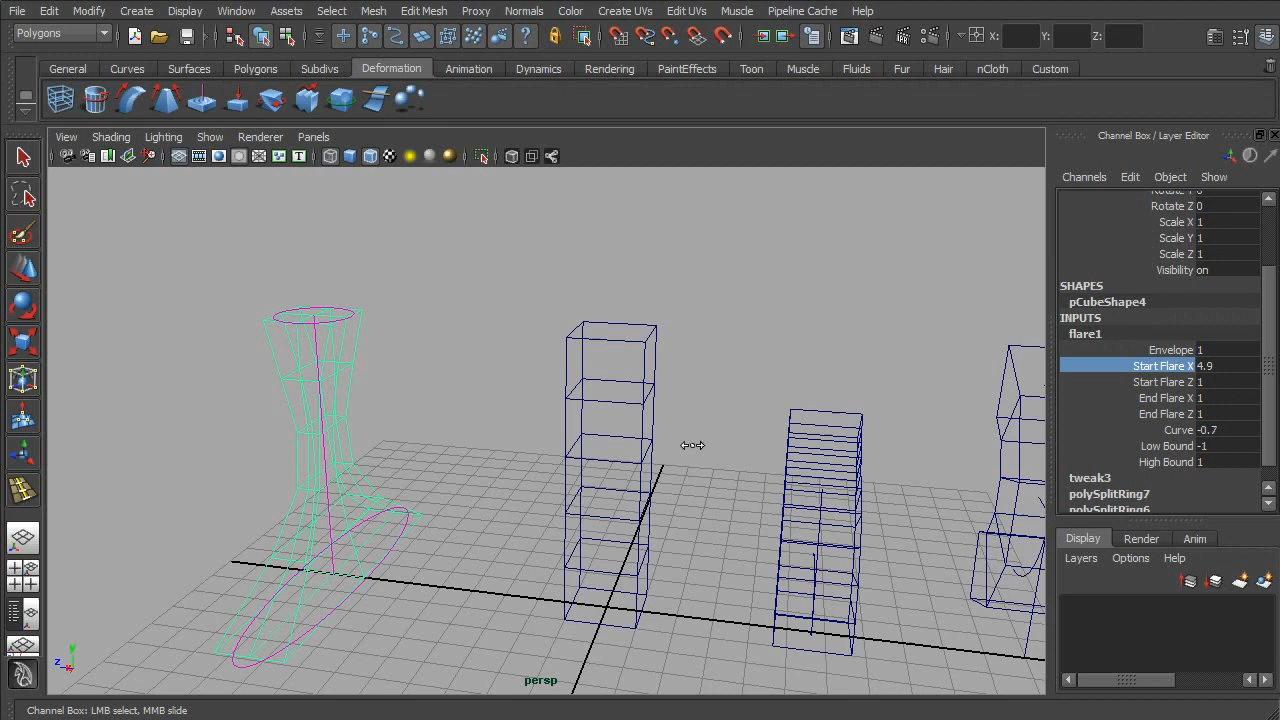 File Edit Modify Create Display Window Assets Select Mesh Edit Mesh Proxy Normals Color Create UVs Edit UVs Muscle Pipeline Cache Help
Polygons X: Y: Z:
General Curves Surfaces Polygons Subdivs Deformation Animation Dynamics Rendering PaintEffects Toon Muscle Fluids Fur Hair nCloth Custom
Channel Box / Layer Editor
View Shading Lighting Show Renderer Panels
Channels Edit Object Show
Rotate Z 0
Scale X 1
Scale Y 1
Scale Z 1
Visibility on
SHAPES
pCubeShape4
INPUTS
flare1
Envelope 1
Start Flare X 4.9
Start Flare Z 1
End Flare X 1
End Flare Z 1
Curve -0.7
Low Bound -1
High Bound 1
tweak3
polySplitRing7
polySplitRing6
Display Render Anim
Layers Options Help
y
z x
persp
Channel Box: LMB select, MMB slide